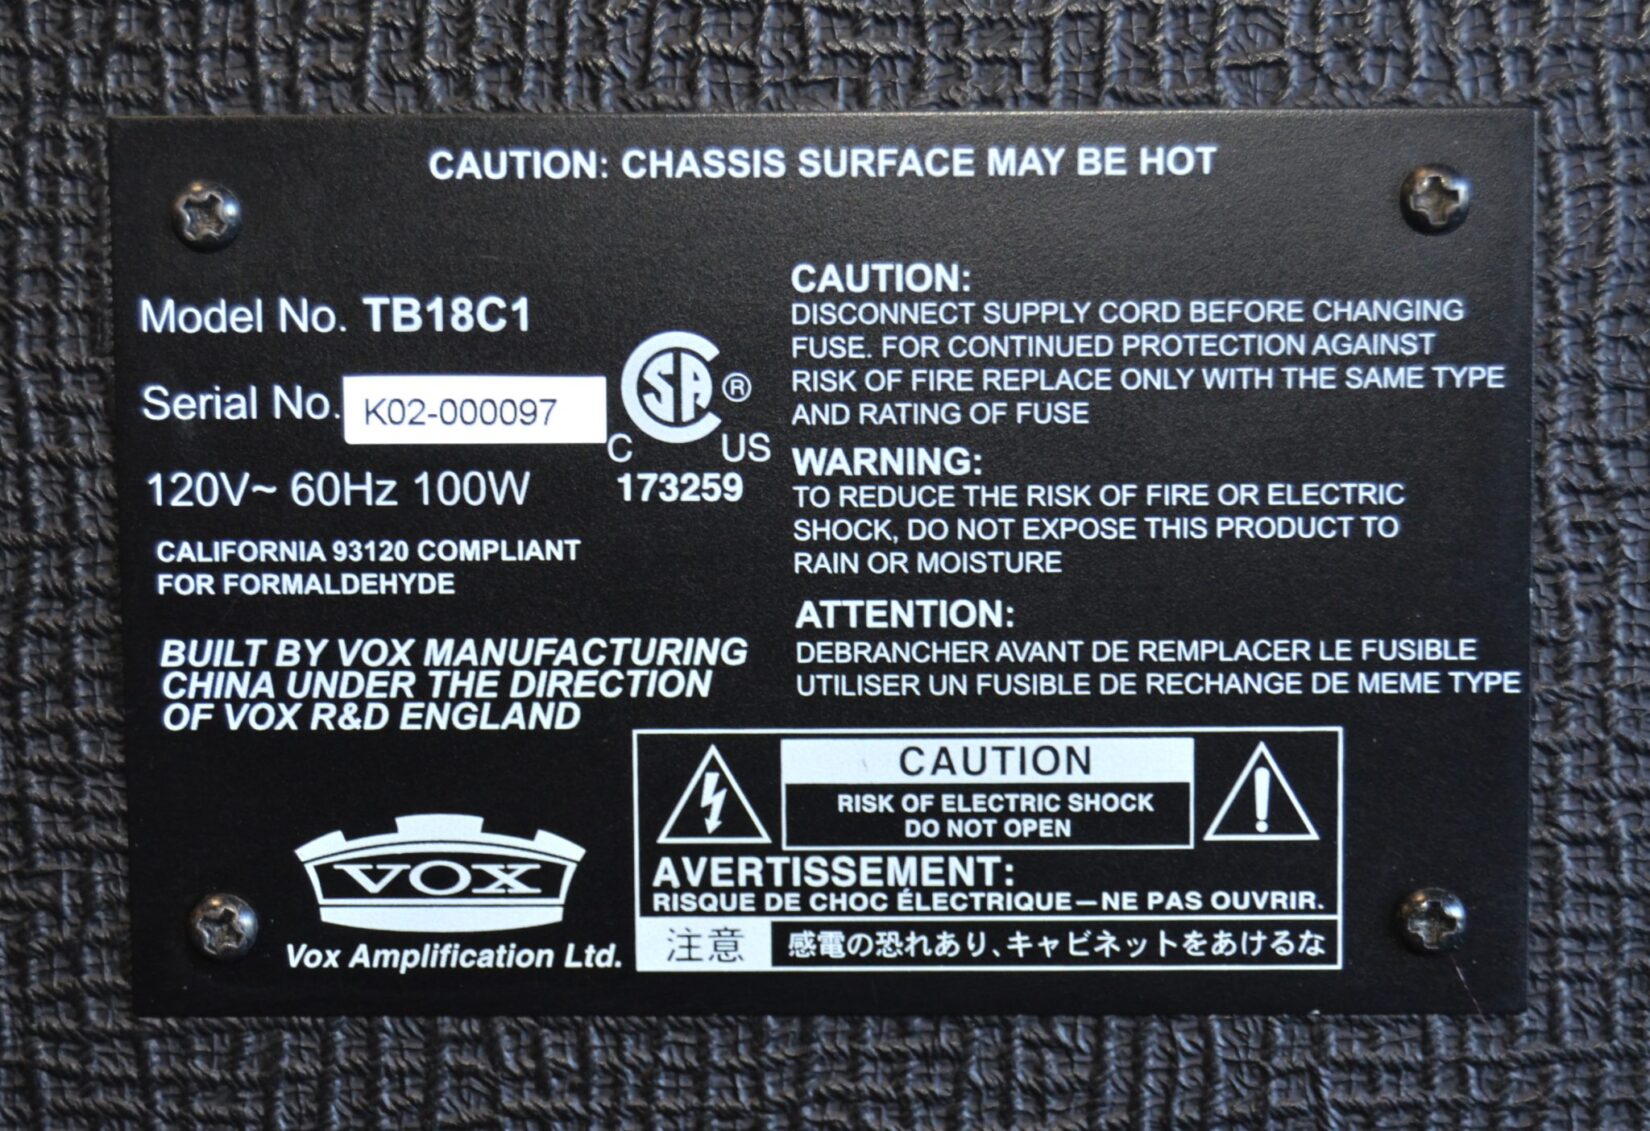 CAUTION: CHASSIS SURFACE MAY BE HOT
Model No. TB18C1
Serial No. K02-000097
120V~ 60Hz 100W
CALIFORNIA 93120 COMPLIANT
FOR FORMALDEHYDE
BUILT BY VOX MANUFACTURING
CHINA UNDER THE DIRECTION
OF VOX R&D ENGLAND
VOX
Vox Amplification Ltd.
SA ®
C US
173259
CAUTION:
DISCONNECT SUPPLY CORD BEFORE CHANGING
FUSE. FOR CONTINUED PROTECTION AGAINST
RISK OF FIRE REPLACE ONLY WITH THE SAME TYPE
AND RATING OF FUSE
WARNING:
TO REDUCE THE RISK OF FIRE OR ELECTRIC
SHOCK, DO NOT EXPOSE THIS PRODUCT TO
RAIN OR MOISTURE
ATTENTION:
DEBRANCHER AVANT DE REMPLACER LE FUSIBLE
UTILISER UN FUSIBLE DE RECHANGE DE MEME TYPE
CAUTION
RISK OF ELECTRIC SHOCK
DO NOT OPEN
AVERTISSEMENT:
RISQUE DE CHOC ÉLECTRIQUE—NE PAS OUVRIR.
注意 感電の恐れあり、キャビネットをあけるな